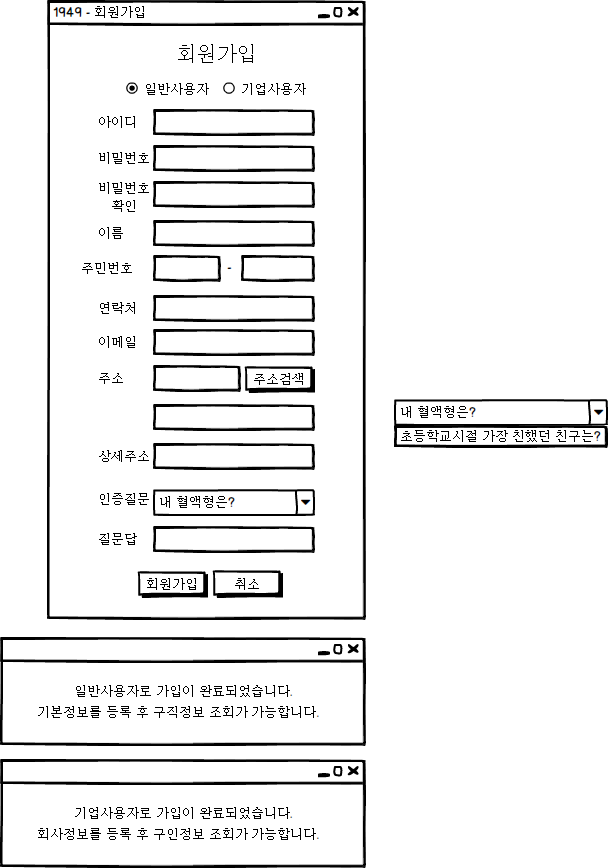 1949 - 회원가입
회원가입
일반사용자 기업사용자
아이디
비밀번호
비밀번호
확인
이름
주민번호 -
연락처
이메일
주소 주소검색
상세주소
인증질문 내 혈액형은?
질문답
회원가입 취소
내 혈액형은?
초등학교시절 가장 친했던 친구는?
일반사용자로 가입이 완료되었습니다.
기본정보를 등록 후 구직정보 조회가 가능합니다.
기업사용자로 가입이 완료되었습니다.
회사정보를 등록 후 구인정보 조회가 가능합니다.